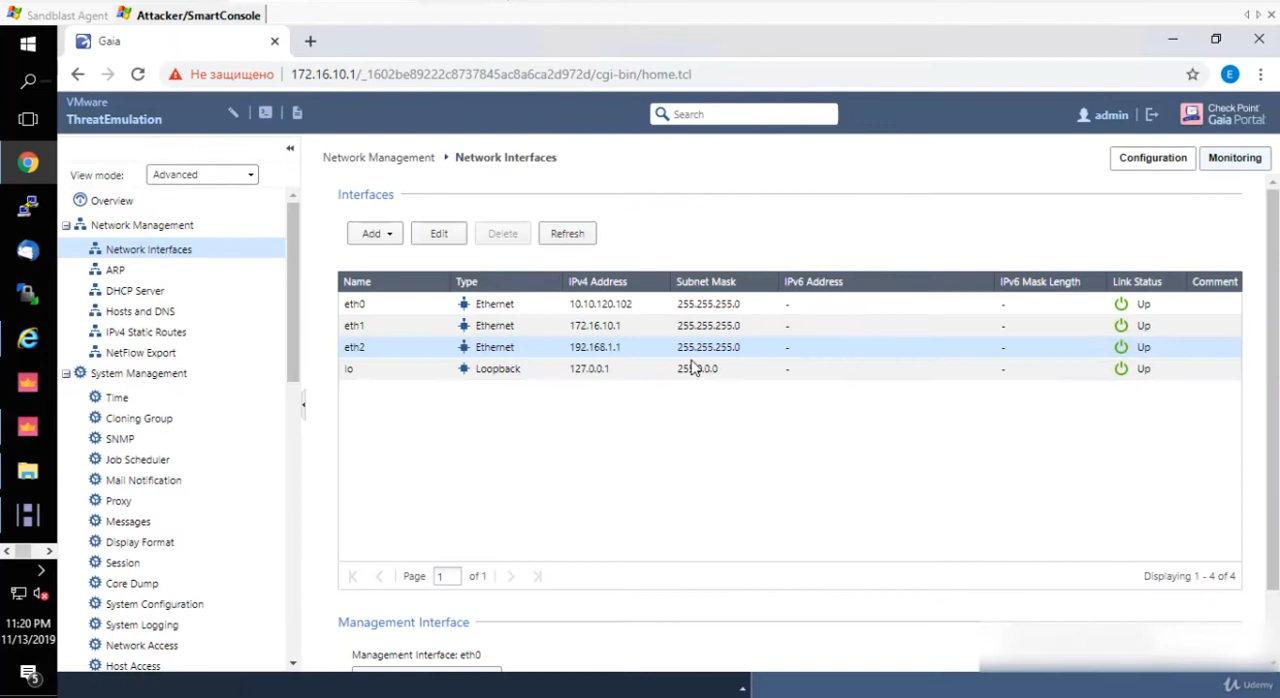 Sandblast Agent
Attacker/SmartConsole
Gaia
Не защищено
172.16.10.1/_1602be89222c8737845ac8a6ca2d972d/cgi-bin/home.tcl
E
VMware
ThreatEmulation
Search
admin
Check Point
Gaia Portal
View mode:
Advanced
Network Management
Network Interfaces
Configuration
Monitoring
Overview
Network Management
Network Interfaces
ARP
DHCP Server
Hosts and DNS
IPv4 Static Routes
NetFlow Export
System Management
Time
Cloning Group
SNMP
Job Scheduler
Mail Notification
Proxy
Messages
Display Format
Session
Core Dump
System Configuration
System Logging
Network Access
Host Access
Interfaces
Add
Edit
Delete
Refresh
Name Type IPv4 Address Subnet Mask IPv6 Address IPv6 Mask Length Link Status Comment
eth0 Ethernet 10.10.120.102 255.255.255.0 - - Up
eth1 Ethernet 172.16.10.1 255.255.255.0 - - Up
eth2 Ethernet 192.168.1.1 255.255.255.0 - - Up
lo Loopback 127.0.0.1 - - Up
Page 1 of 1
Displaying 1 - 4 of 4
Management Interface
Management Interface: eth0
11:20 PM
11/13/2019
5
Udemy